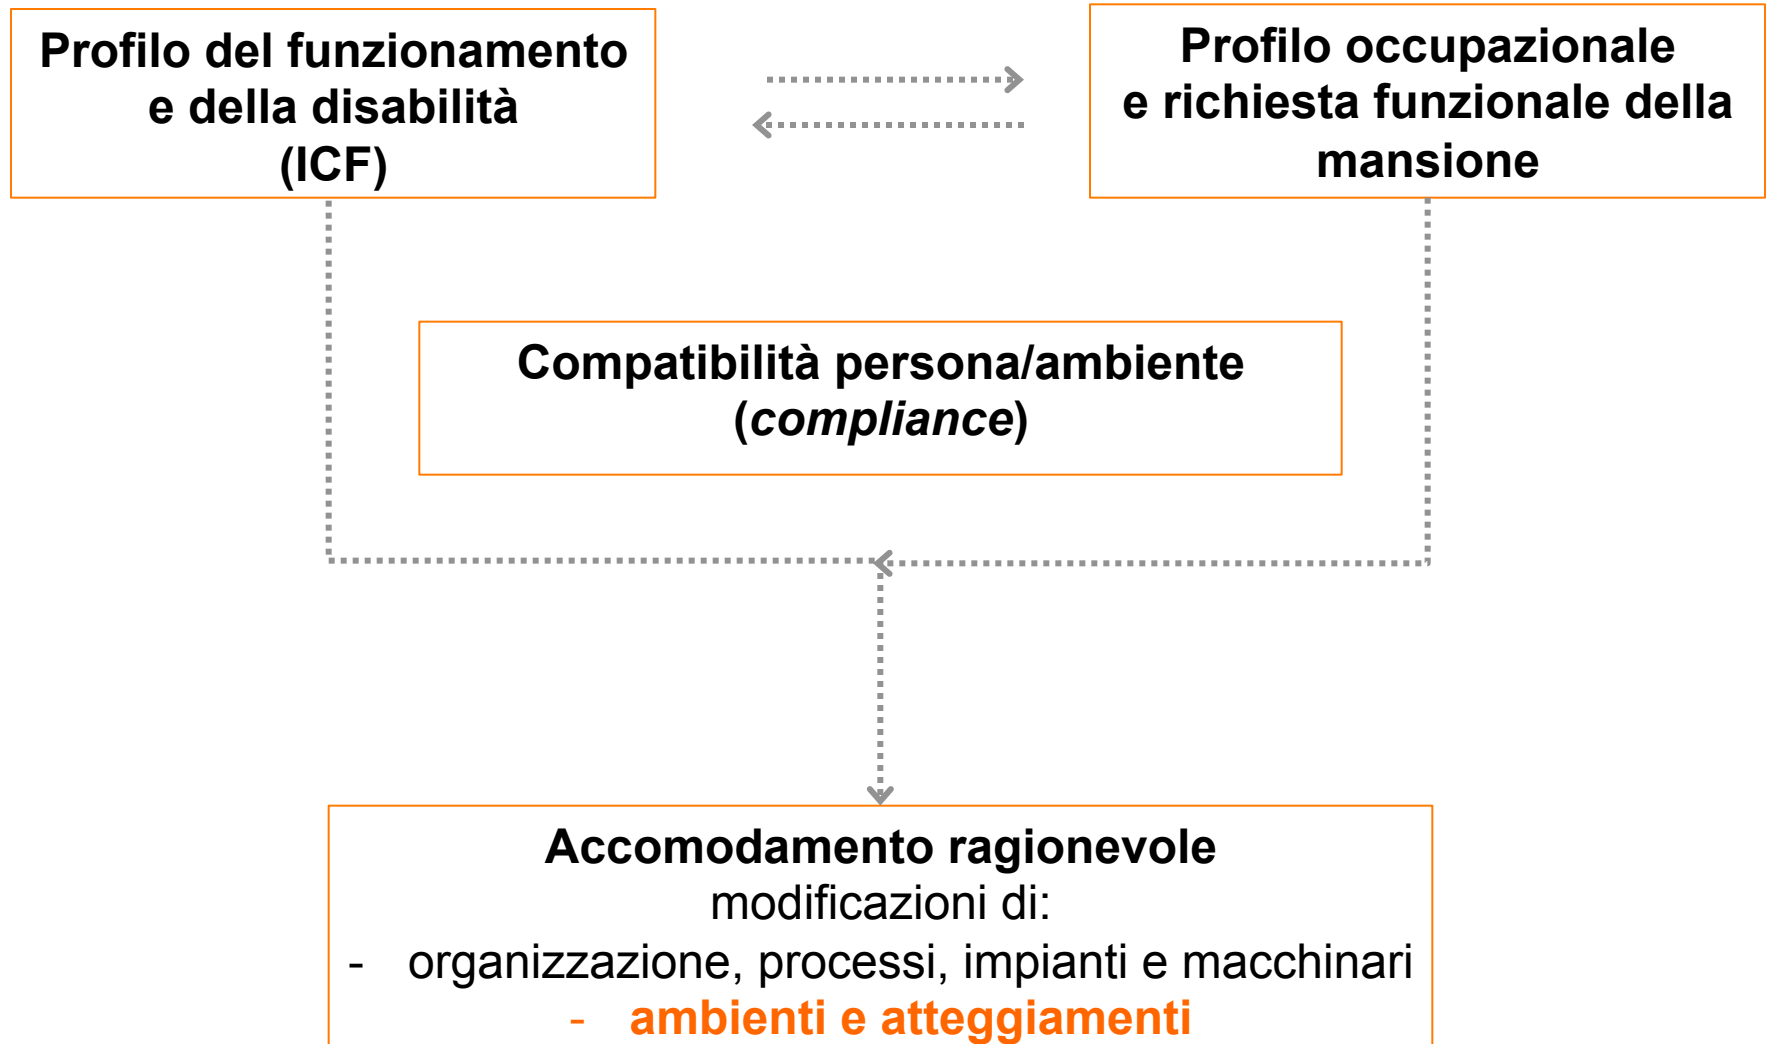 Profilo del funzionamento
e della disabilità
(ICF)
Profilo occupazionale
e richiesta funzionale della
mansione
Compatibilità persona/ambiente
(compliance)
Accomodamento ragionevole
modificazioni di:
- organizzazione, processi, impianti e macchinari
- ambienti e atteggiamenti